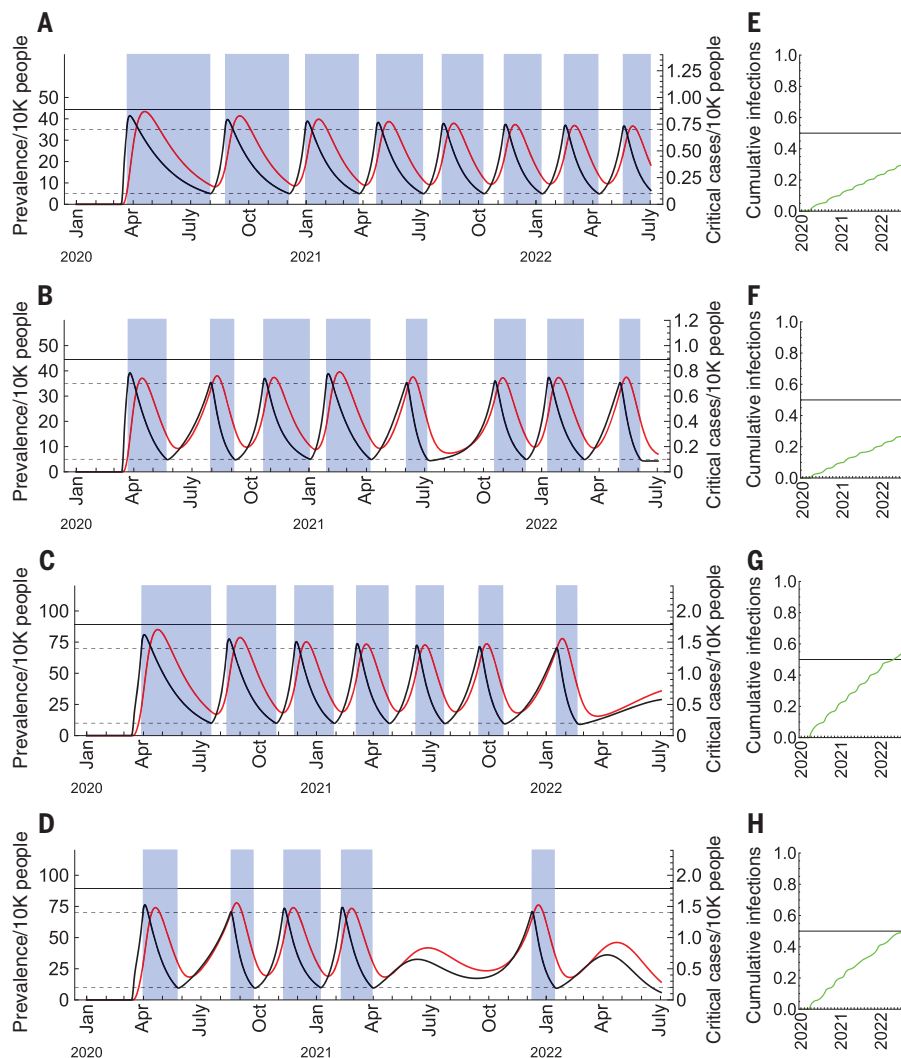 A
Prevalence/10K people
50
40
30
20
10
0
Critical cases/10K people
1.25
1.00
0.75
0.50
0.25
0
Jan
Apr
July
Oct
Jan
Apr
July
Oct
Jan
Apr
July
2020
2021
2022
E
Cumulative infections
1.0
0.8
0.6
0.4
0.2
0.0
2020
2021
2022
B
Prevalence/10K people
50
40
30
20
10
0
Critical cases/10K people
1.2
1.0
0.8
0.6
0.4
0.2
0
Jan
Apr
July
Oct
Jan
Apr
July
Oct
Jan
Apr
July
2020
2021
2022
F
Cumulative infections
1.0
0.8
0.6
0.4
0.2
0.0
2020
2021
2022
C
Prevalence/10K people
100
75
50
25
0
Critical cases/10K people
2.0
1.5
1.0
0.5
0
Jan
Apr
July
Oct
Jan
Apr
July
Oct
Jan
Apr
July
2020
2021
2022
G
Cumulative infections
1.0
0.8
0.6
0.4
0.2
0.0
2020
2021
2022
D
Prevalence/10K people
100
75
50
25
0
Critical cases/10K people
2.0
1.5
1.0
0.5
0
Jan
Apr
July
Oct
Jan
Apr
July
Oct
Jan
Apr
July
2020
2021
2022
H
Cumulative infections
1.0
0.8
0.6
0.4
0.2
0.0
2020
2021
2022